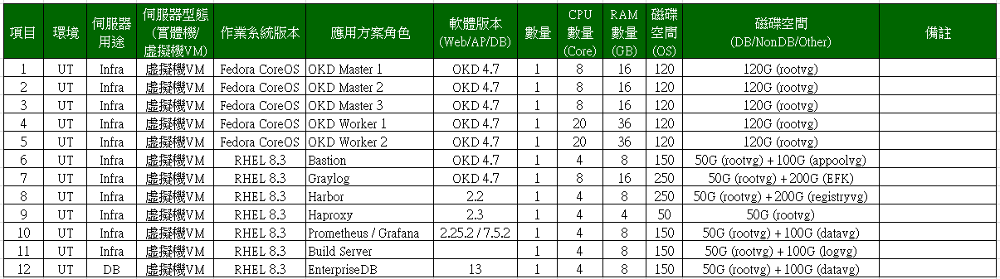 項目 環境 伺服器用途 伺服器型態(實體機/虛擬機VM) 作業系統版本 應用方案角色 軟體版本(Web/AP/DB) 數量 CPU數量(Core) RAM數量(GB) 磁碟空間(OS) 磁碟空間(DB/NonDB/Other) 備註
1 UT Infra 虛擬機VM Fedora CoreOS OKD Master 1 OKD 4.7 1 8 16 120 120G (rootvg)
2 UT Infra 虛擬機VM Fedora CoreOS OKD Master 2 OKD 4.7 1 8 16 120 120G (rootvg)
3 UT Infra 虛擬機VM Fedora CoreOS OKD Master 3 OKD 4.7 1 8 16 120 120G (rootvg)
4 UT Infra 虛擬機VM Fedora CoreOS OKD Worker 1 OKD 4.7 1 20 36 120 120G (rootvg)
5 UT Infra 虛擬機VM Fedora CoreOS OKD Worker 2 OKD 4.7 1 20 36 120 120G (rootvg)
6 UT Infra 虛擬機VM RHEL 8.3 Bastion OKD 4.7 1 4 8 150 50G (rootvg) + 100G (appoolvg)
7 UT Infra 虛擬機VM RHEL 8.3 Graylog OKD 4.7 1 8 16 250 50G (rootvg) + 200G (EFK)
8 UT Infra 虛擬機VM RHEL 8.3 Harbor 2.2 1 4 8 250 50G (rootvg) + 200G (registryvg)
9 UT Infra 虛擬機VM RHEL 8.3 Haproxy 2.3 1 4 4 50 50G (rootvg)
10 UT Infra 虛擬機VM RHEL 8.3 Prometheus / Grafana 2.25.2 / 7.5.2 1 4 8 150 50G (rootvg) + 100G (datavg)
11 UT Infra 虛擬機VM RHEL 8.3 Build Server 1 4 8 150 50G (rootvg) + 100G (logvg)
12 UT DB 虛擬機VM RHEL 8.3 EnterpriseDB 13 1 4 8 150 50G (rootvg) + 100G (datavg)